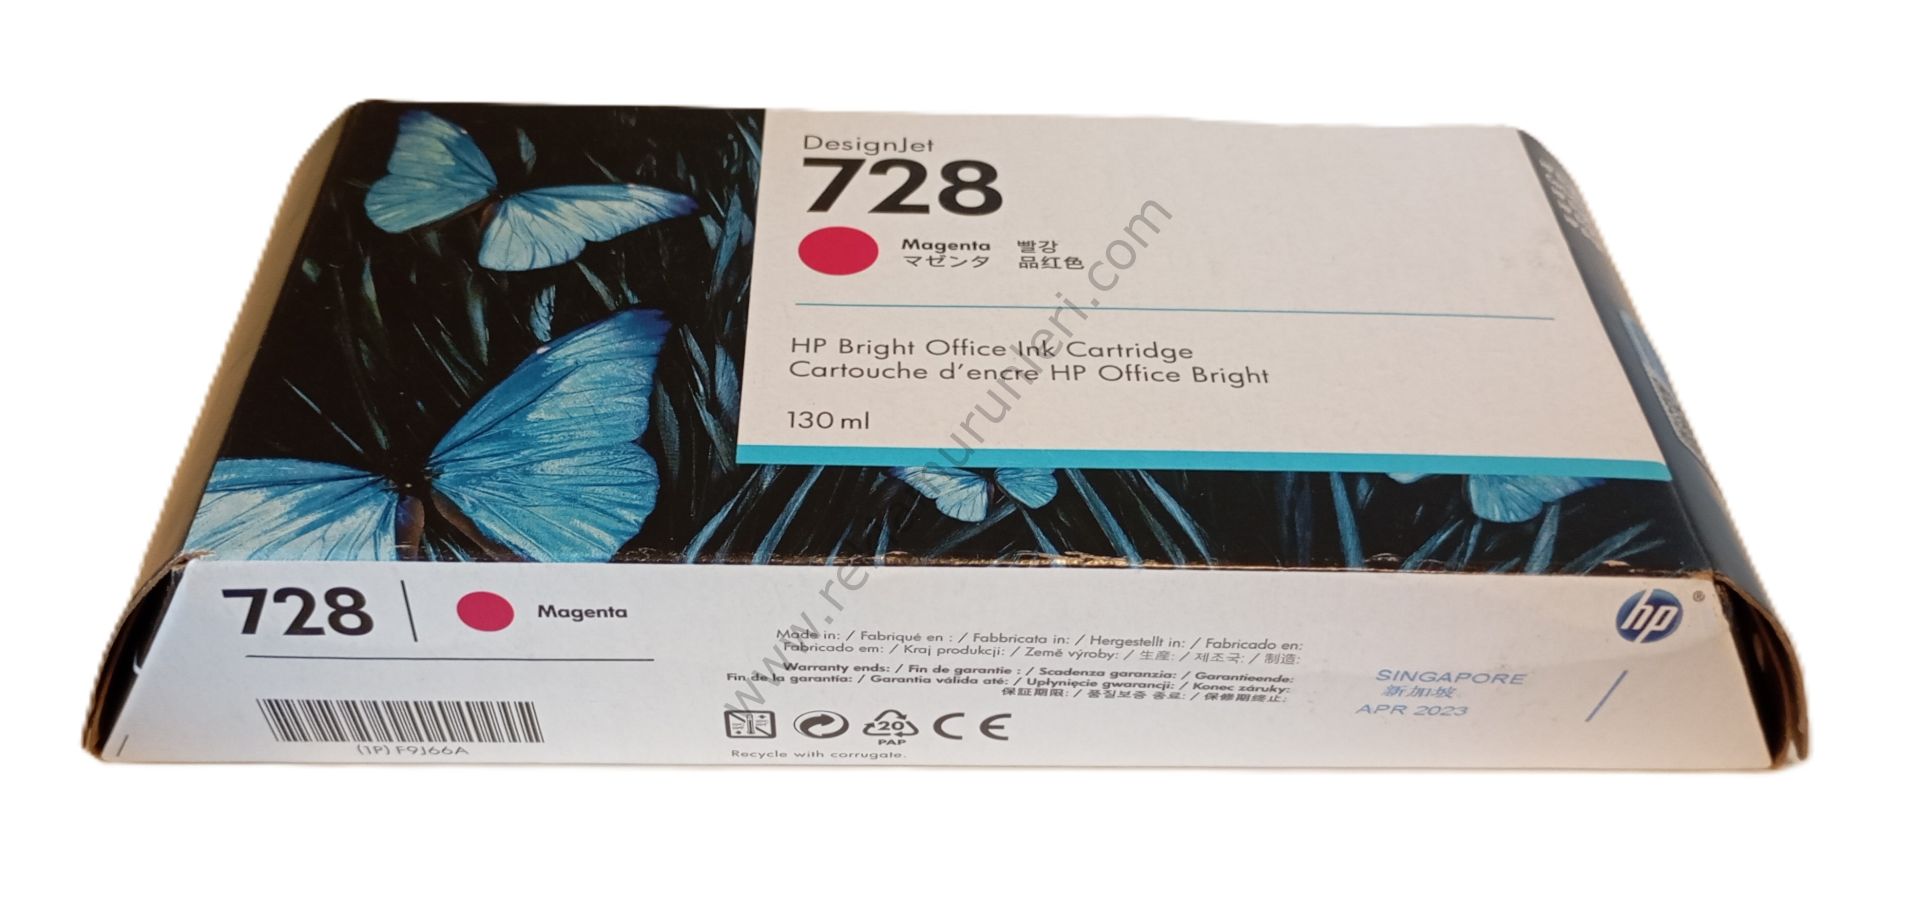 DesignJet
728
Magenta 빨강
マゼンタ 品红色
HP Bright Office Ink Cartridge
Cartouche d'encre HP Office Bright
130 ml
728 Magenta
hp®
Made in: / Fabriqué en : / Fabbricata in: / Hergestellt in: / Fabricado en:
Fabricado em: / Kraj produkcji: / Země výroby: / 生産: / 제조국: / 制造:
Warranty ends: / Fin de garantie : / Scadenza garanzia: / Garantieende:
Fin de la garantía: / Garantia válida até: / Upłynięcie gwarancji: / Konec záruky:
保証期限: / 품질보증 종료: / 保修期终止:
SINGAPORE
新加坡
APR 2023
(1P) F9J66A
20
PAP
CE
Recycle with corrugate.